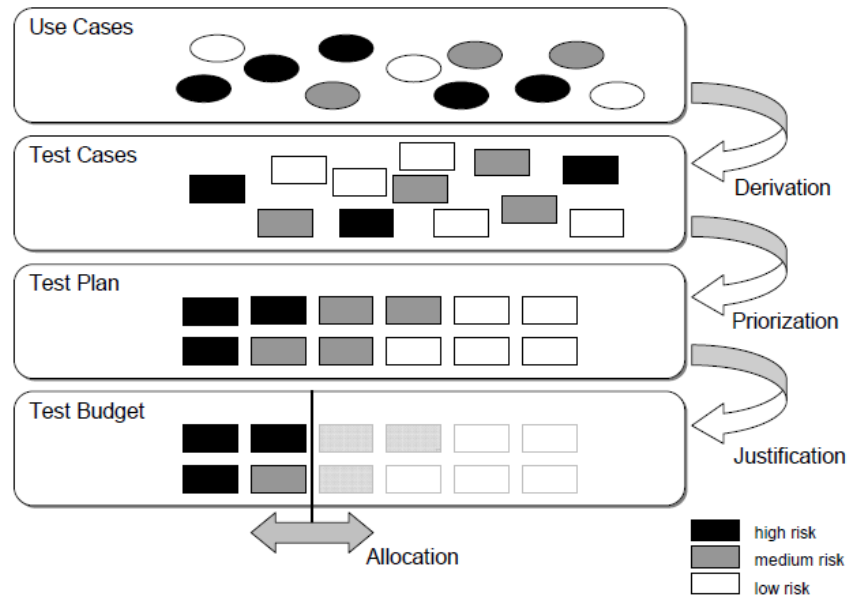 Use Cases
Test Cases
Derivation
Test Plan
Priorization
Test Budget
Justification
Allocation
high risk
medium risk
low risk